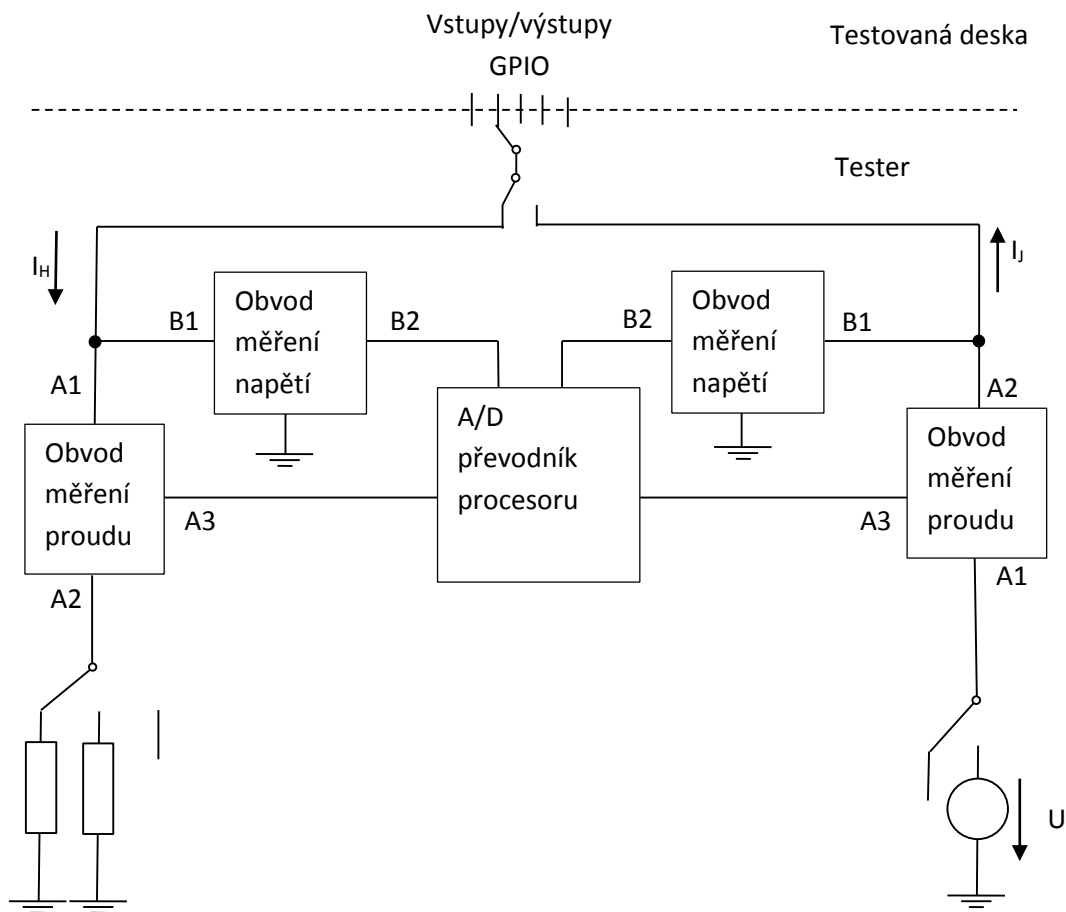 Vstupy/výstupy
GPIO
Testovaná deska
Tester
I_H
I_J
Obvod
měření
napětí
B1
B2
Obvod
měření
napětí
B2
B1
A1
A2
A/D
převodník
procesoru
Obvod
měření
proudu
A3
Obvod
měření
proudu
A3
A2
A1
U